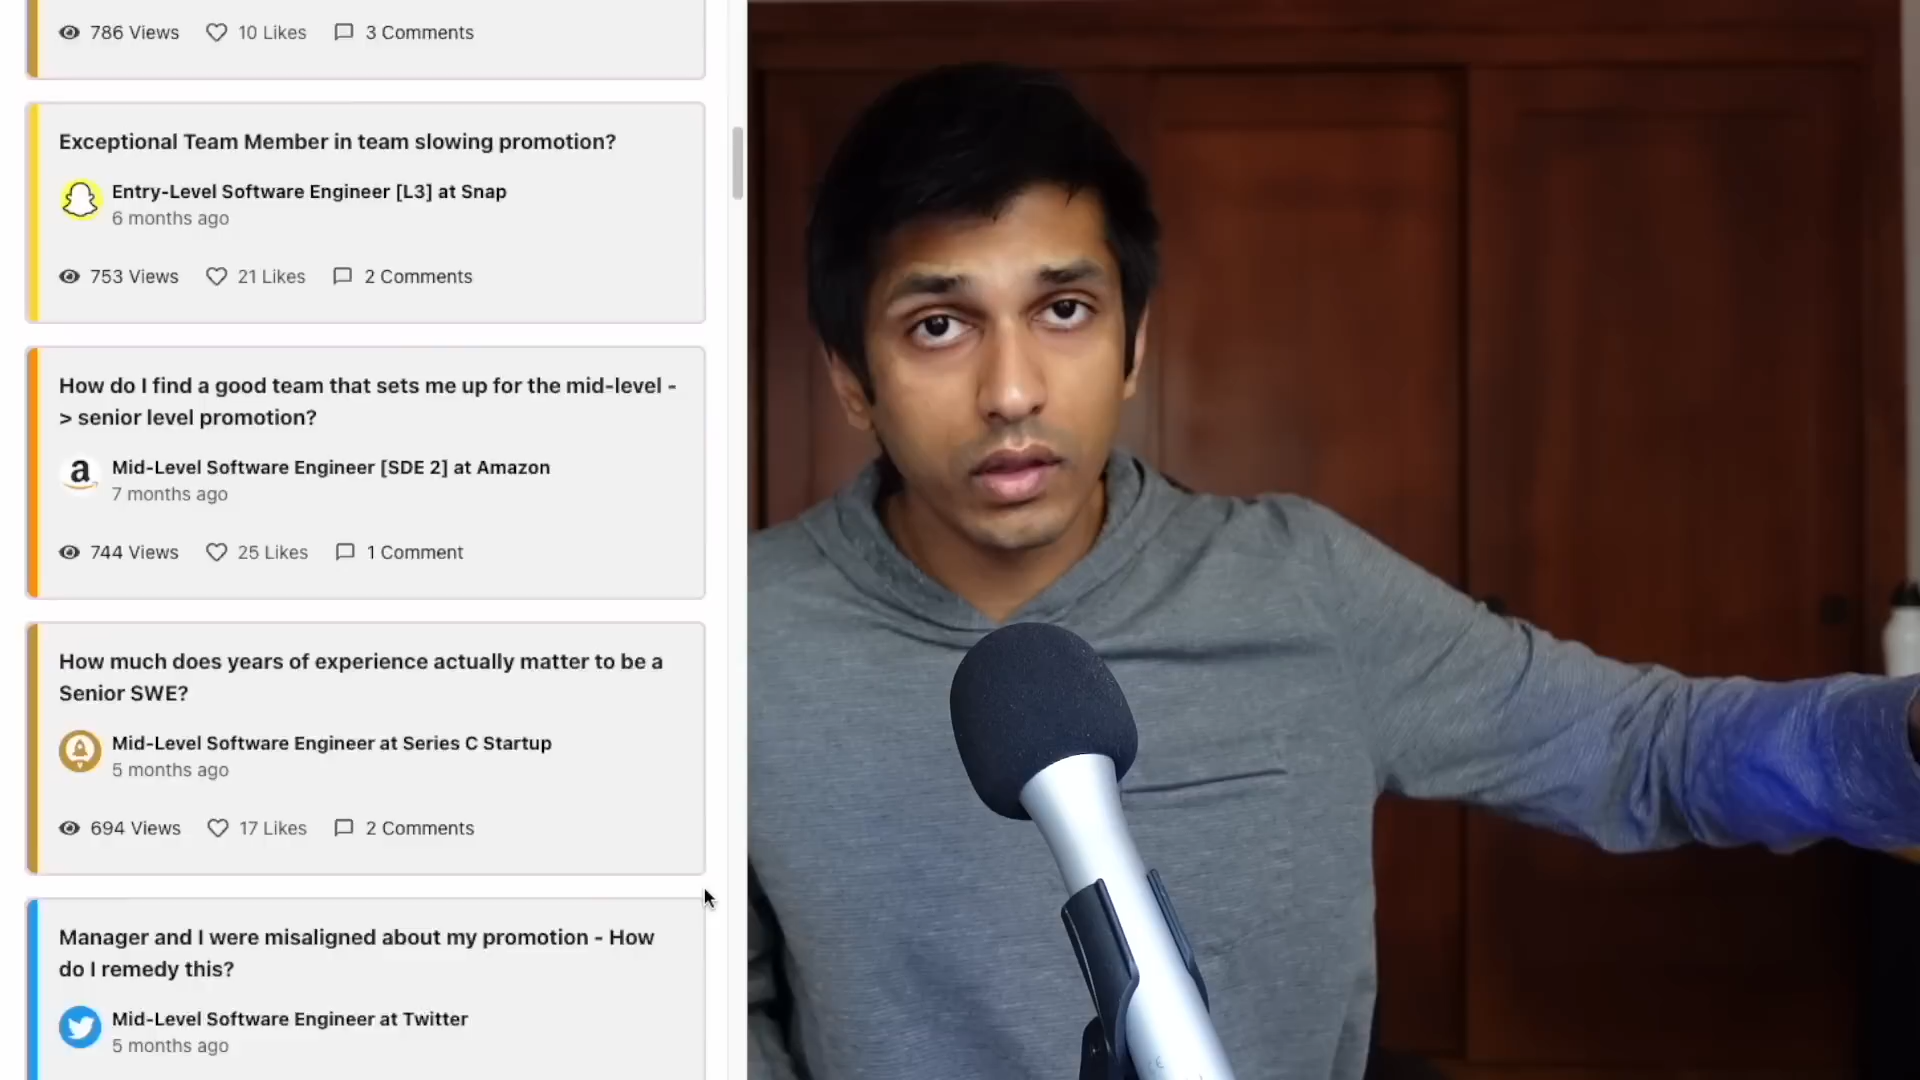 786 Views 10 Likes 3 Comments
Exceptional Team Member in team slowing promotion?
Entry-Level Software Engineer [L3] at Snap
6 months ago
753 Views 21 Likes 2 Comments
How do I find a good team that sets me up for the mid-level -
> senior level promotion?
a
Mid-Level Software Engineer [SDE 2] at Amazon
7 months ago
744 Views 25 Likes 1 Comment
How much does years of experience actually matter to be a
Senior SWE?
Mid-Level Software Engineer at Series C Startup
5 months ago
694 Views 17 Likes 2 Comments
Manager and I were misaligned about my promotion - How
do I remedy this?
Mid-Level Software Engineer at Twitter
5 months ago